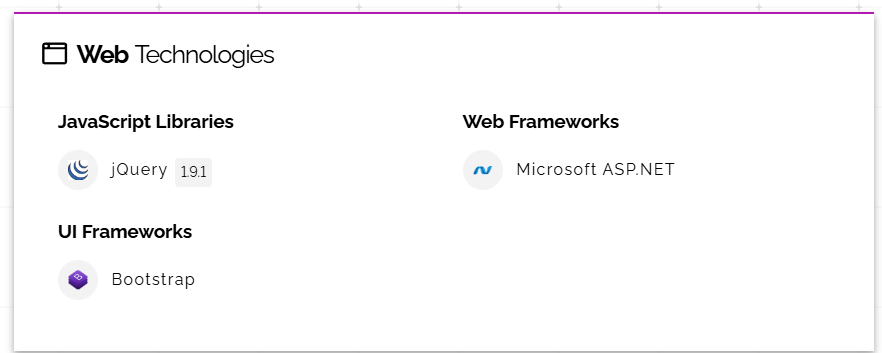 Web Technologies
JavaScript Libraries
jQuery 1.9.1
Web Frameworks
Microsoft ASP.NET
UI Frameworks
Bootstrap